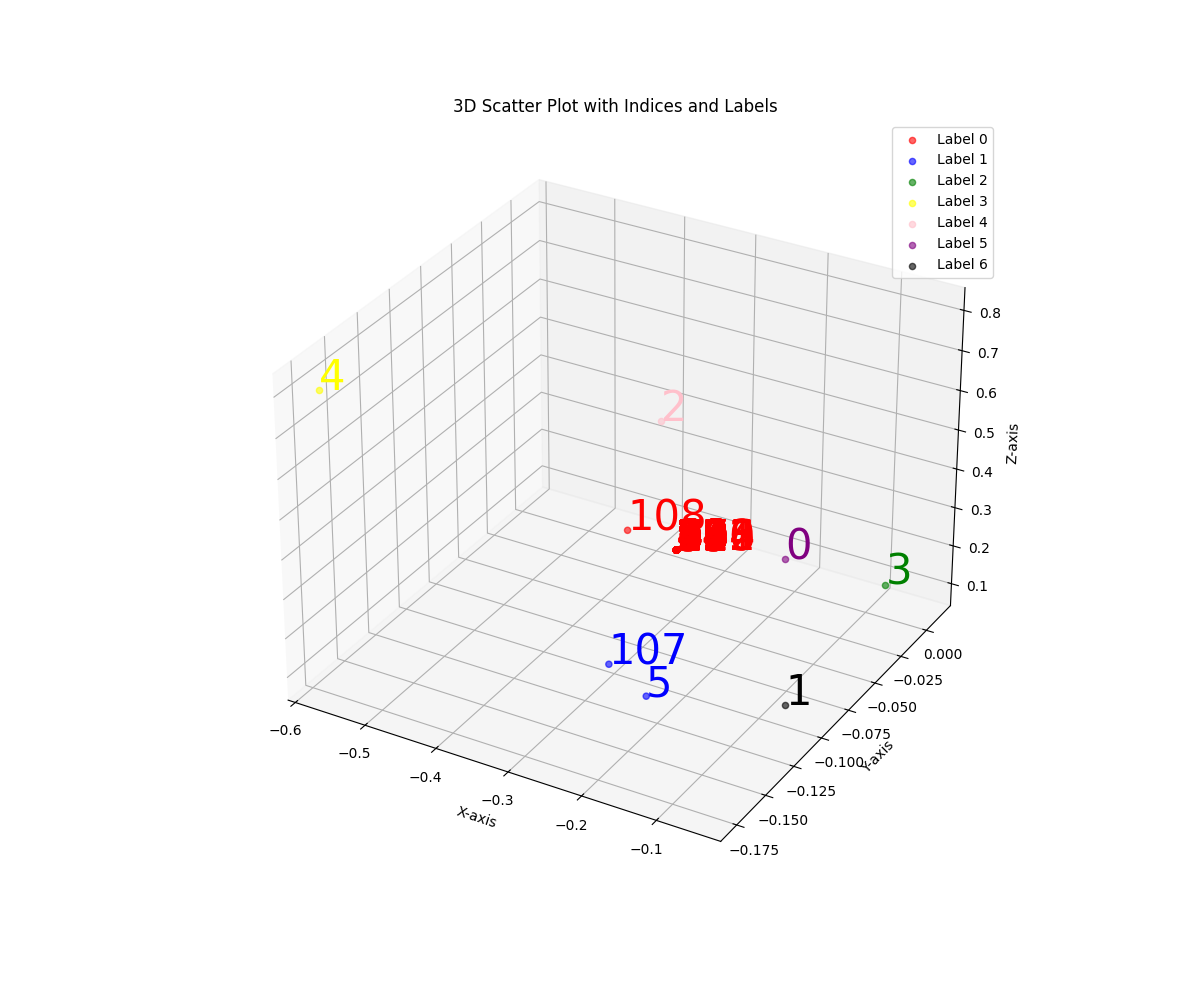 3D Scatter Plot with Indices and Labels
Label 0
Label 1
Label 2
Label 3
Label 4
Label 5
Label 6
4
2
108
0
3
107
5
1
0.8
0.7
0.6
0.5
0.4
0.3
0.2
0.1
Z-axis
0.000
−0.025
−0.050
−0.075
−0.100
−0.125
−0.150
−0.175
Y-axis
−0.6
−0.5
−0.4
−0.3
−0.2
−0.1
X-axis